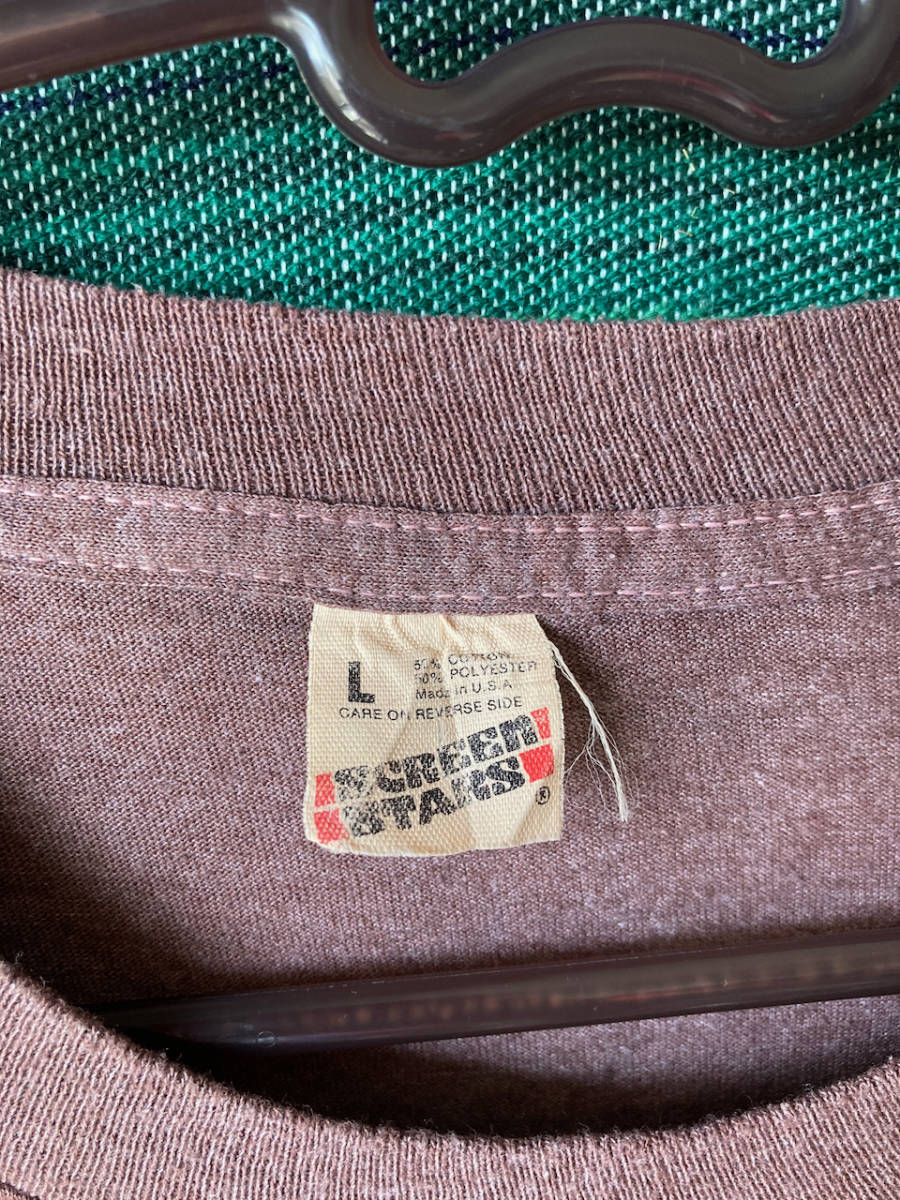 L
50% COTTON
50% POLYESTER
Made in U.S.A
CARE ON REVERSE SIDE
SCREEN
STARS
®